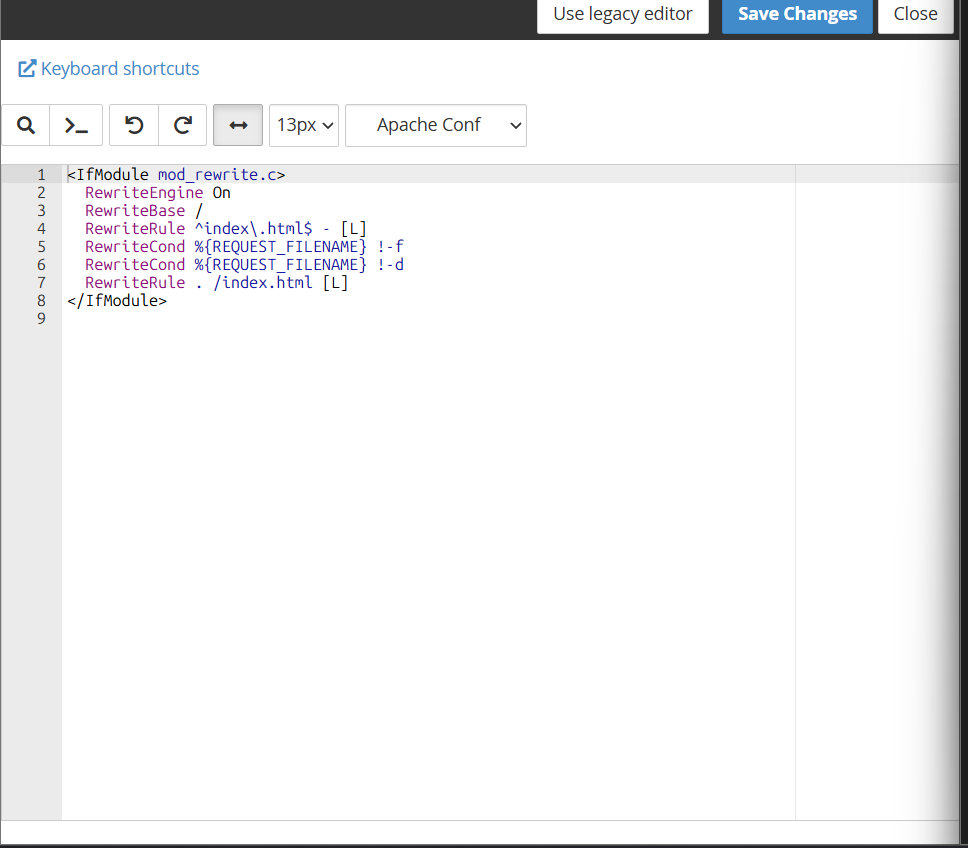 Use legacy editor Save Changes Close
Keyboard shortcuts
>_ 13px Apache Conf
1 <IfModule mod_rewrite.c>
2   RewriteEngine On
3   RewriteBase /
4   RewriteRule ^index\.html$ - [L]
5   RewriteCond %{REQUEST_FILENAME} !-f
6   RewriteCond %{REQUEST_FILENAME} !-d
7   RewriteRule . /index.html [L]
8 </IfModule>
9